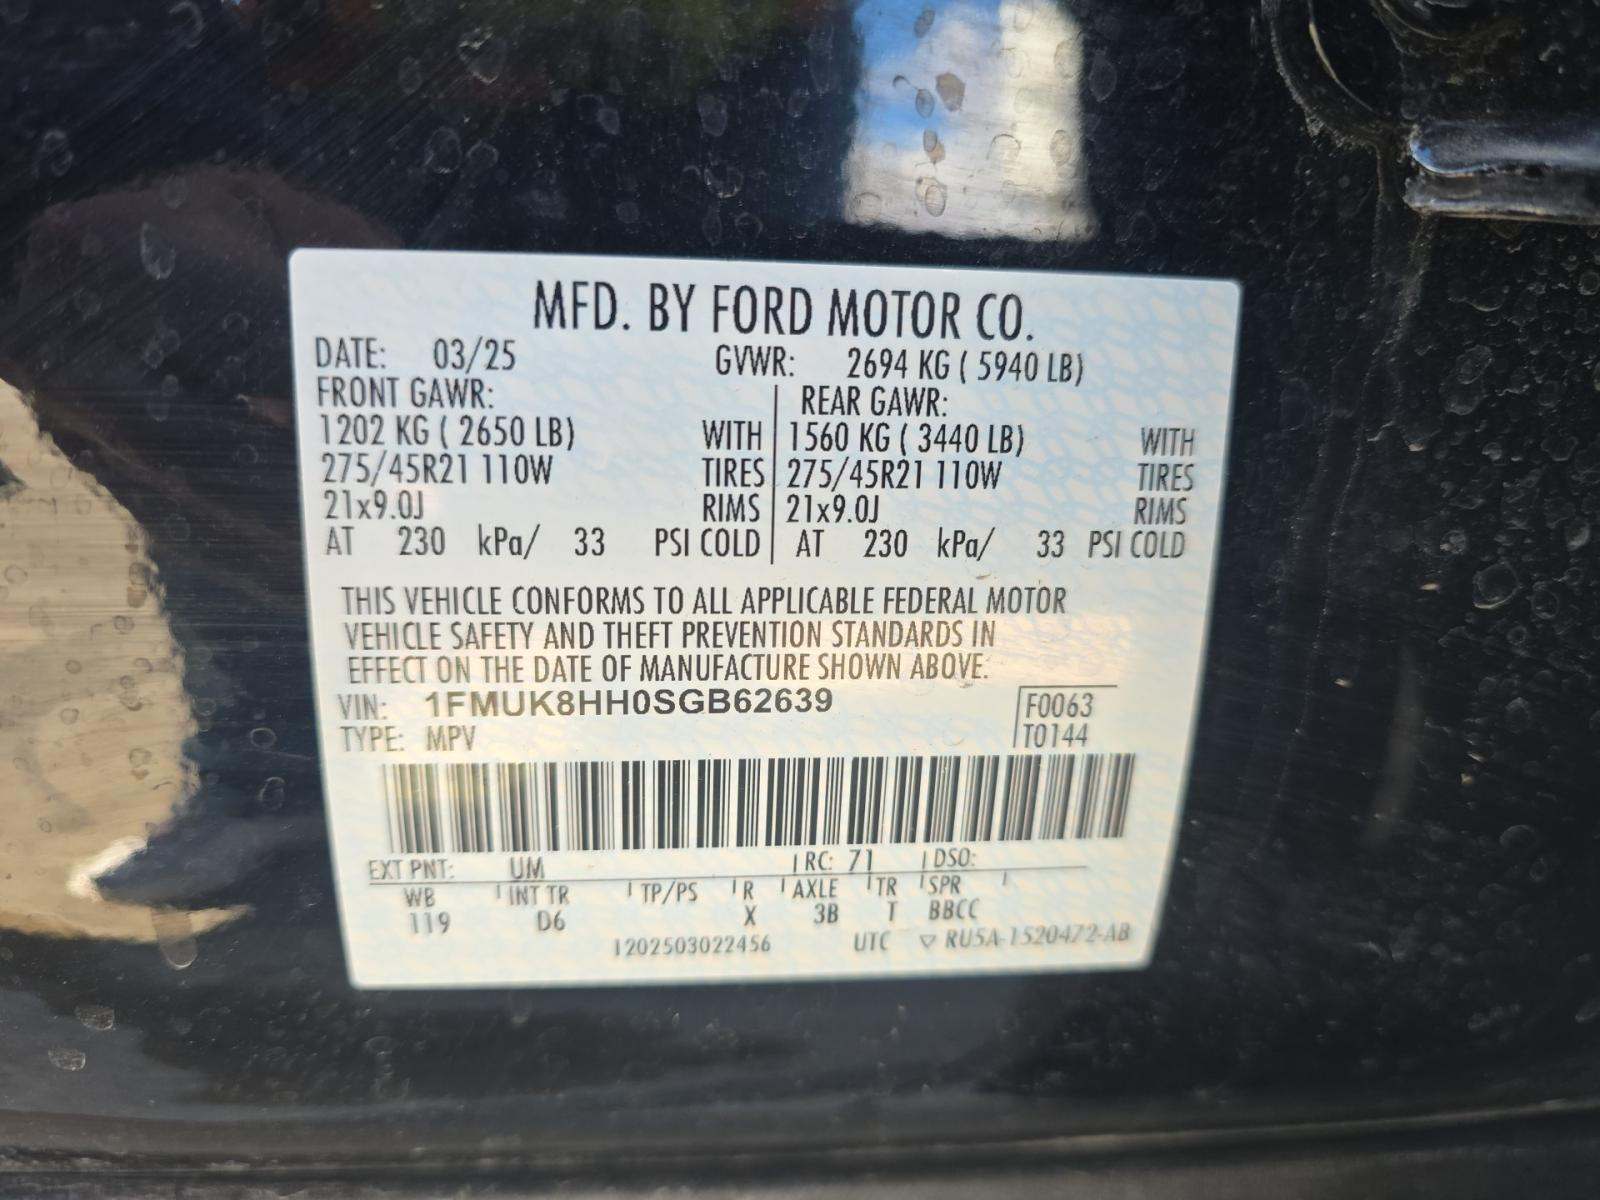 MFD. BY FORD MOTOR CO.
DATE: 03/25 GVWR: 2694 KG ( 5940 LB)
FRONT GAWR: REAR GAWR:
1202 KG ( 2650 LB) WITH 1560 KG ( 3440 LB) WITH
275/45R21 110W TIRES 275/45R21 110W TIRES
21x9.0J RIMS 21x9.0J RIMS
AT 230 kPa/ 33 PSI COLD AT 230 kPa/ 33 PSI COLD
THIS VEHICLE CONFORMS TO ALL APPLICABLE FEDERAL MOTOR
VEHICLE SAFETY AND THEFT PREVENTION STANDARDS IN
EFFECT ON THE DATE OF MANUFACTURE SHOWN ABOVE.
VIN: 1FMUK8HH0SGB62639 F0063
TYPE: MPV T0144
EXT PNT: UM RC: 71 DSO:
WB INT TR TP/PS R AXLE TR SPR
119 D6 X 3B T BBCC
1202503022456 UTC ▽ RU5A-1520472-AB